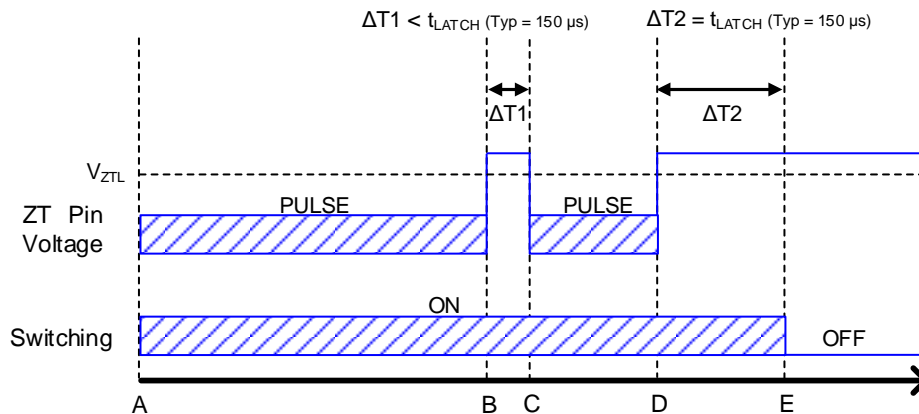 ΔT1 < tLATCH (Typ = 150 µs) ΔT2 = tLATCH (Typ = 150 µs)
ΔT1 ΔT2
VZTL
PULSE PULSE
ZT Pin
Voltage
ON
Switching
OFF
A B C D E